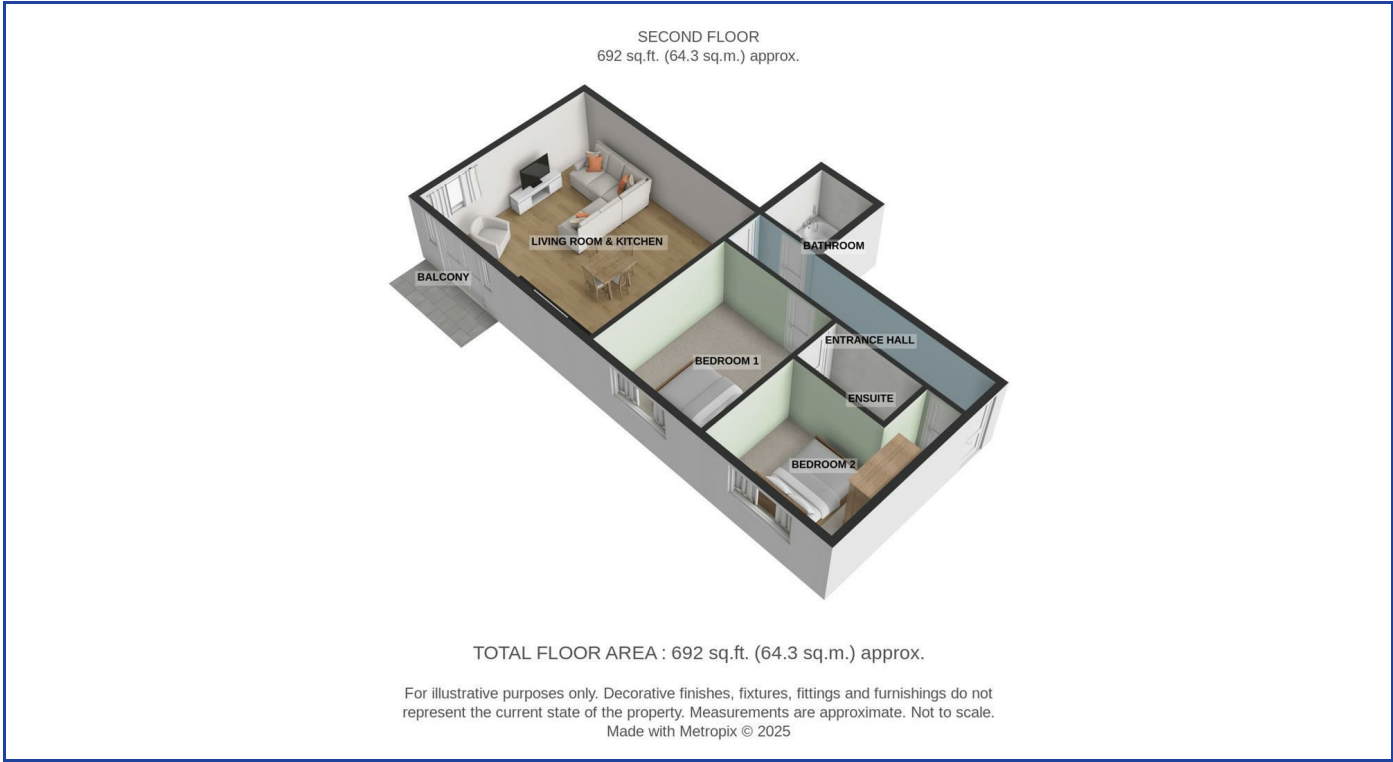 SECOND FLOOR
692 sq.ft. (64.3 sq.m.) approx.
BATHROOM
LIVING ROOM & KITCHEN
BALCONY
ENTRANCE HALL
BEDROOM 1
ENSUITE
BEDROOM 2
TOTAL FLOOR AREA : 692 sq.ft. (64.3 sq.m.) approx.
For illustrative purposes only. Decorative finishes, fixtures, fittings and furnishings do not
represent the current state of the property. Measurements are approximate. Not to scale.
Made with Metropix © 2025